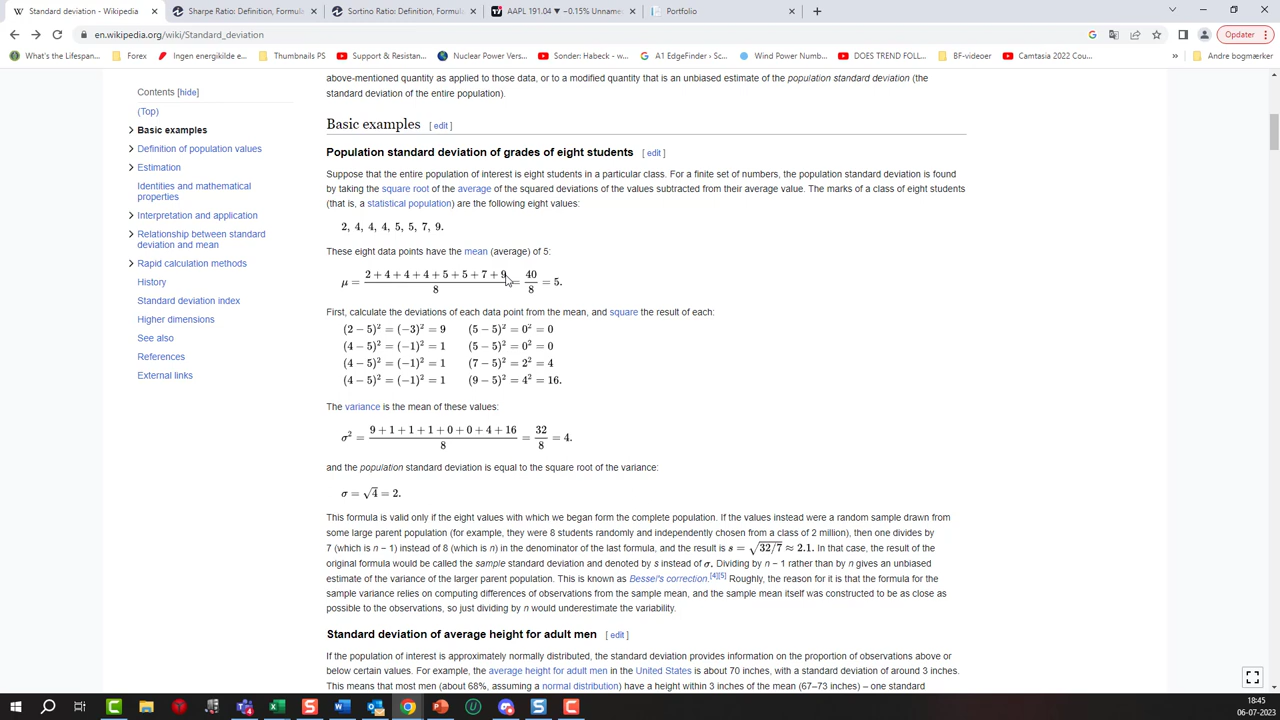 Standard deviation - Wikipedia
Sharpe Ratio: Definition, Formula
Sortino Ratio: Definition, Formula
AAPL 191.04 ▼ −0.15% Unname
Portfolio
en.wikipedia.org/wiki/Standard_deviation
Opdater
What's the Lifespan...
Forex
Thumbnails PS
Support & Resistan...
Nuclear Power Vers...
Sonder: Habeck - w...
A1 EdgeFinder > Sc...
Wind Power Numb...
DOES TREND FOLL...
BF-videoer
Camtasia 2022 Cou...
»
Andre bogmærker
above-mentioned quantity as applied to those data, or to a modified quantity that is an unbiased estimate of the population standard deviation (the
standard deviation of the entire population).
Contents [hide]
(Top)
Basic examples
Definition of population values
Estimation
Identities and mathematical
properties
Interpretation and application
Relationship between standard
deviation and mean
Rapid calculation methods
History
Standard deviation index
Higher dimensions
See also
References
External links
Basic examples [ edit ]
Population standard deviation of grades of eight students [ edit ]
Suppose that the entire population of interest is eight students in a particular class. For a finite set of numbers, the population standard deviation is found
by taking the square root of the average of the squared deviations of the values subtracted from their average value. The marks of a class of eight students
(that is, a statistical population) are the following eight values:
2, 4, 4, 4, 5, 5, 7, 9.
These eight data points have the mean (average) of 5:
μ = (2 + 4 + 4 + 4 + 5 + 5 + 7 + 9)/8 = 40/8 = 5.
First, calculate the deviations of each data point from the mean, and square the result of each:
(2 − 5)² = (−3)² = 9 (5 − 5)² = 0² = 0
(4 − 5)² = (−1)² = 1 (5 − 5)² = 0² = 0
(4 − 5)² = (−1)² = 1 (7 − 5)² = 2² = 4
(4 − 5)² = (−1)² = 1 (9 − 5)² = 4² = 16.
The variance is the mean of these values:
σ² = (9 + 1 + 1 + 1 + 0 + 0 + 4 + 16)/8 = 32/8 = 4.
and the population standard deviation is equal to the square root of the variance:
σ = √4 = 2.
This formula is valid only if the eight values with which we began form the complete population. If the values instead were a random sample drawn from
some large parent population (for example, they were 8 students randomly and independently chosen from a class of 2 million), then one divides by
7 (which is n − 1) instead of 8 (which is n) in the denominator of the last formula, and the result is s = √32/7 ≈ 2.1. In that case, the result of the
original formula would be called the sample standard deviation and denoted by s instead of σ. Dividing by n − 1 rather than by n gives an unbiased
estimate of the variance of the larger parent population. This is known as Bessel's correction.[4][5] Roughly, the reason for it is that the formula for the
sample variance relies on computing differences of observations from the sample mean, and the sample mean itself was constructed to be as close as
possible to the observations, so just dividing by n would underestimate the variability.
Standard deviation of average height for adult men [ edit ]
If the population of interest is approximately normally distributed, the standard deviation provides information on the proportion of observations above or
below certain values. For example, the average height for adult men in the United States is about 70 inches, with a standard deviation of around 3 inches.
This means that most men (about 68%, assuming a normal distribution) have a height within 3 inches of the mean (67–73 inches) – one standard
18:45
06-07-2023